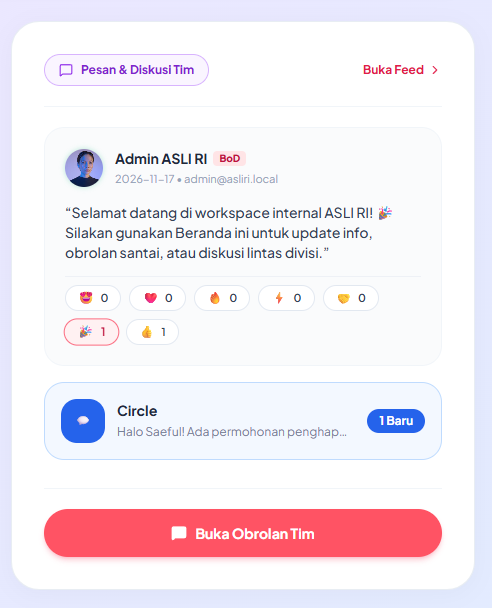 Pesan & Diskusi Tim
Buka Feed
Admin ASLI RI BoD
2026-11-17 • admin@asliri.local
“Selamat datang di workspace internal ASLI RI! 🎉
Silakan gunakan Beranda ini untuk update info,
obrolan santai, atau diskusi lintas divisi.”
😍 0 ❤️ 0 🔥 0 ⚡ 0 🤝 0
🎉 1 👍 1
Circle
Halo Saeful! Ada permohonan penghap...
1 Baru
Buka Obrolan Tim